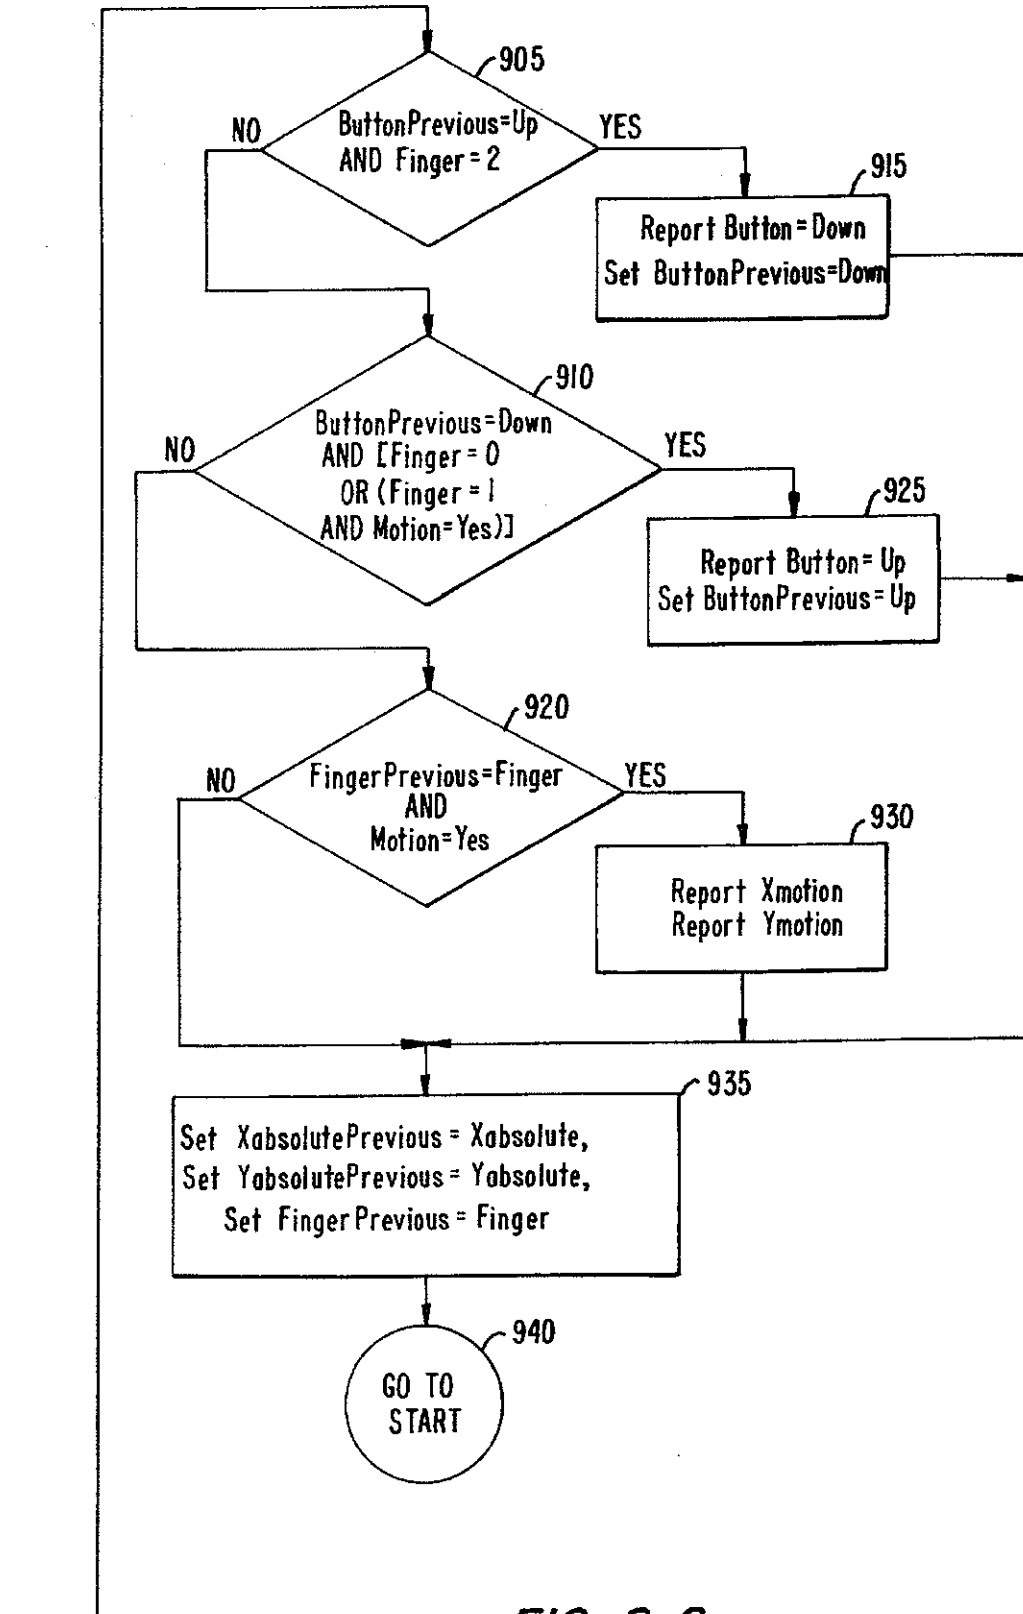 905
ButtonPrevious=Up
AND Finger=2
NO
YES
915
Report Button=Down
Set ButtonPrevious=Down
910
ButtonPrevious=Down
AND [Finger=0
OR (Finger=1
AND Motion=Yes)]
NO
YES
925
Report Button=Up
Set ButtonPrevious=Up
920
FingerPrevious=Finger
AND
Motion=Yes
NO
YES
930
Report Xmotion
Report Ymotion
935
Set XabsolutePrevious=Xabsolute,
Set YabsolutePrevious=Yabsolute,
Set FingerPrevious=Finger
940
GO TO
START